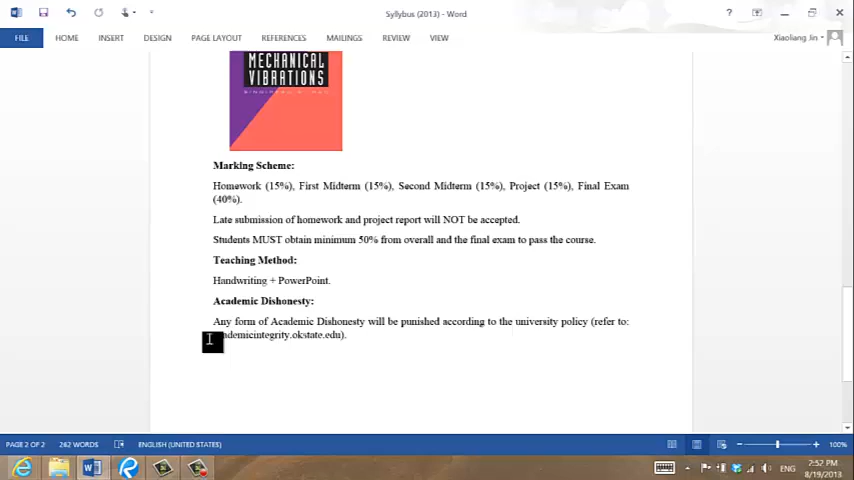 Syllybus (2013) - Word
FILE HOME INSERT DESIGN PAGE LAYOUT REFERENCES MAILINGS REVIEW VIEW
Xiaoliang Jin
MECHANICAL
VIBRATIONS
Marking Scheme:
Homework (15%), First Midterm (15%), Second Midterm (15%), Project (15%), Final Exam
(40%).
Late submission of homework and project report will NOT be accepted.
Students MUST obtain minimum 50% from overall and the final exam to pass the course.
Teaching Method:
Handwriting + PowerPoint.
Academic Dishonesty:
Any form of Academic Dishonesty will be punished according to the university policy (refer to:
ademicintegrity.okstate.edu).
PAGE 2 OF 2 262 WORDS ENGLISH (UNITED STATES) 100%
ENG
2:52 PM
8/19/2013